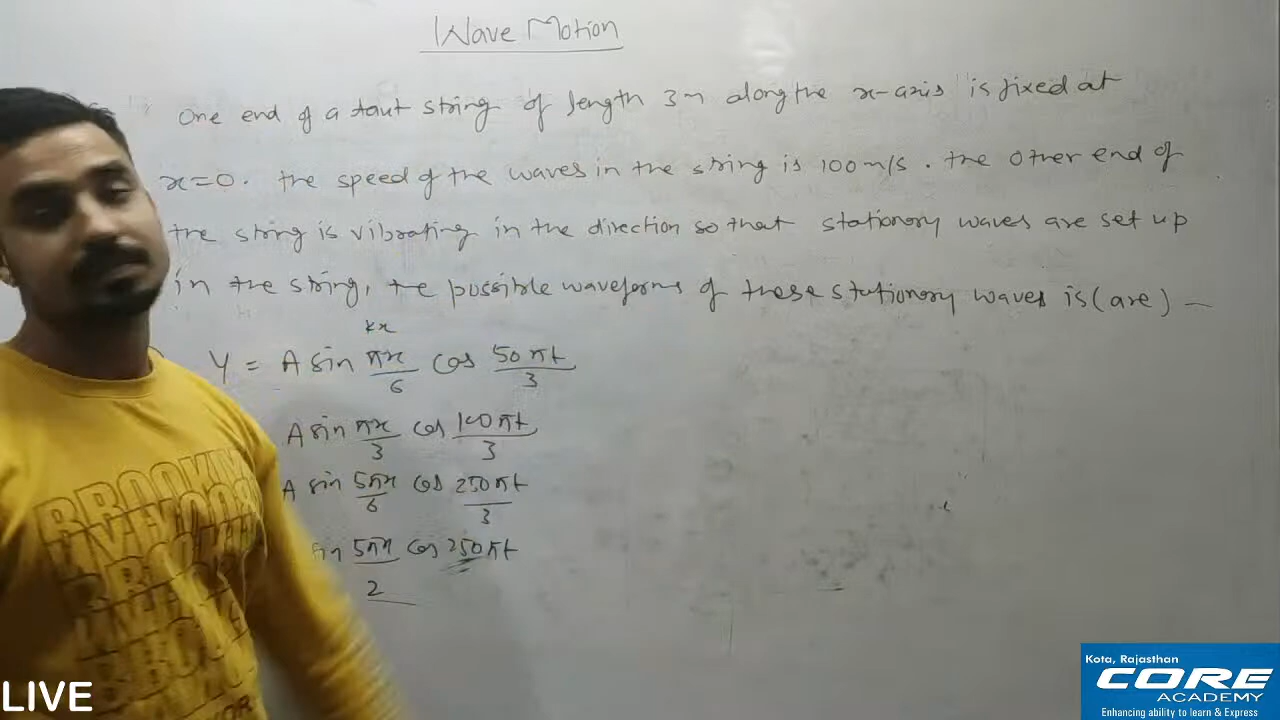 Wave Motion
One end of a taut string of length 3m along the x-axis is fixed at
x=0. the speed of the waves in the string is 100 m/s. the other end of
the string is vibrating in the direction so that stationary waves are set up
in the string, the possible waveforms of these stationary waves is (are) —
kx
Y = A sin πx/6 cos 50πt/3
A sin πx/3 cos 100πt/3
A sin 5πx/6 cos 250πt/3
in 5πx/2 cos 250πt
BROOKLYN
Kota, Rajasthan
CORE
ACADEMY
Enhancing ability to learn & Express
LIVE